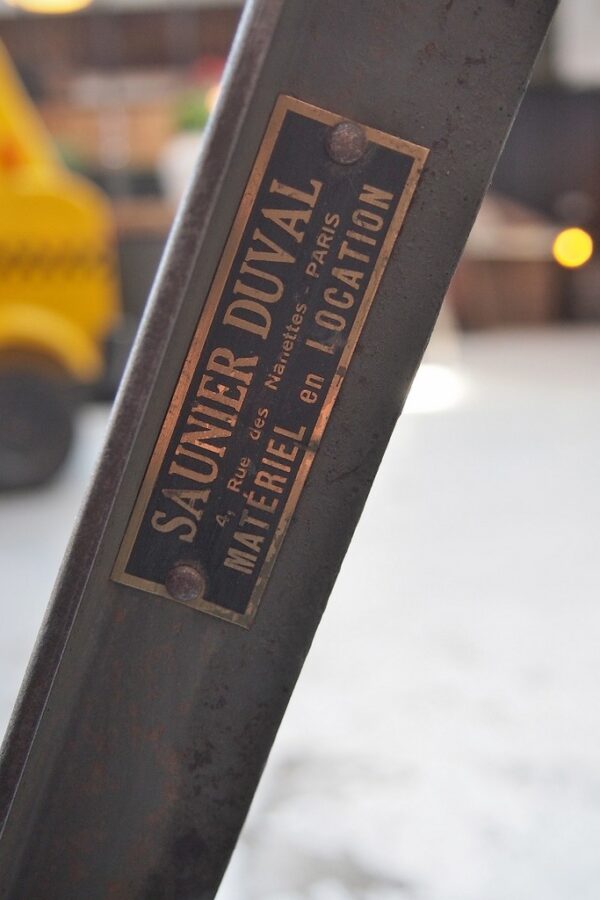 SAUNIER DUVAL
4, Rue des Nanettes - PARIS
MATÉRIEL en LOCATION